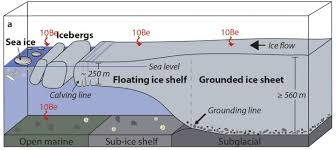 a
10Be
Icebergs
10Be
10Be
Sea ice
Ice flow
Sea level
~ 250 m
Floating ice shelf
Grounded ice sheet
≥ 560 m
Calving line
10Be
Grounding line
Open marine
Sub-ice shelf
Subglacial